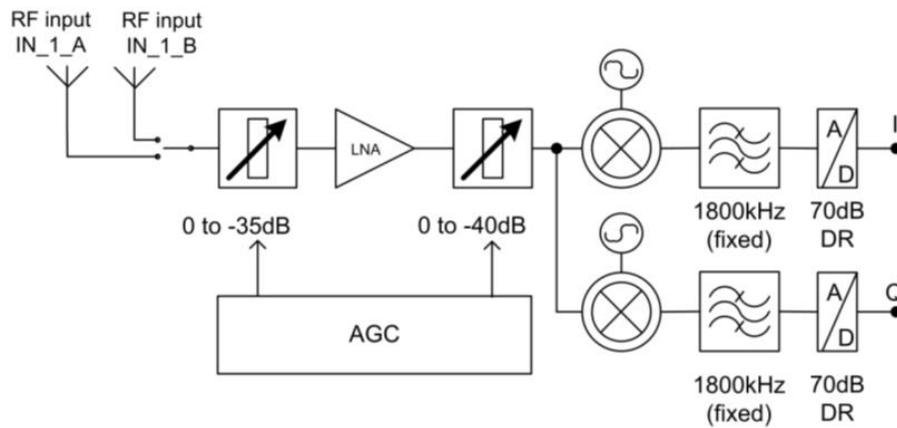 RF input
IN_1_A
RF input
IN_1_B
LNA
0 to -35dB
0 to -40dB
AGC
1800kHz
(fixed)
A
D
70dB
DR
I
1800kHz
(fixed)
A
D
70dB
DR
Q